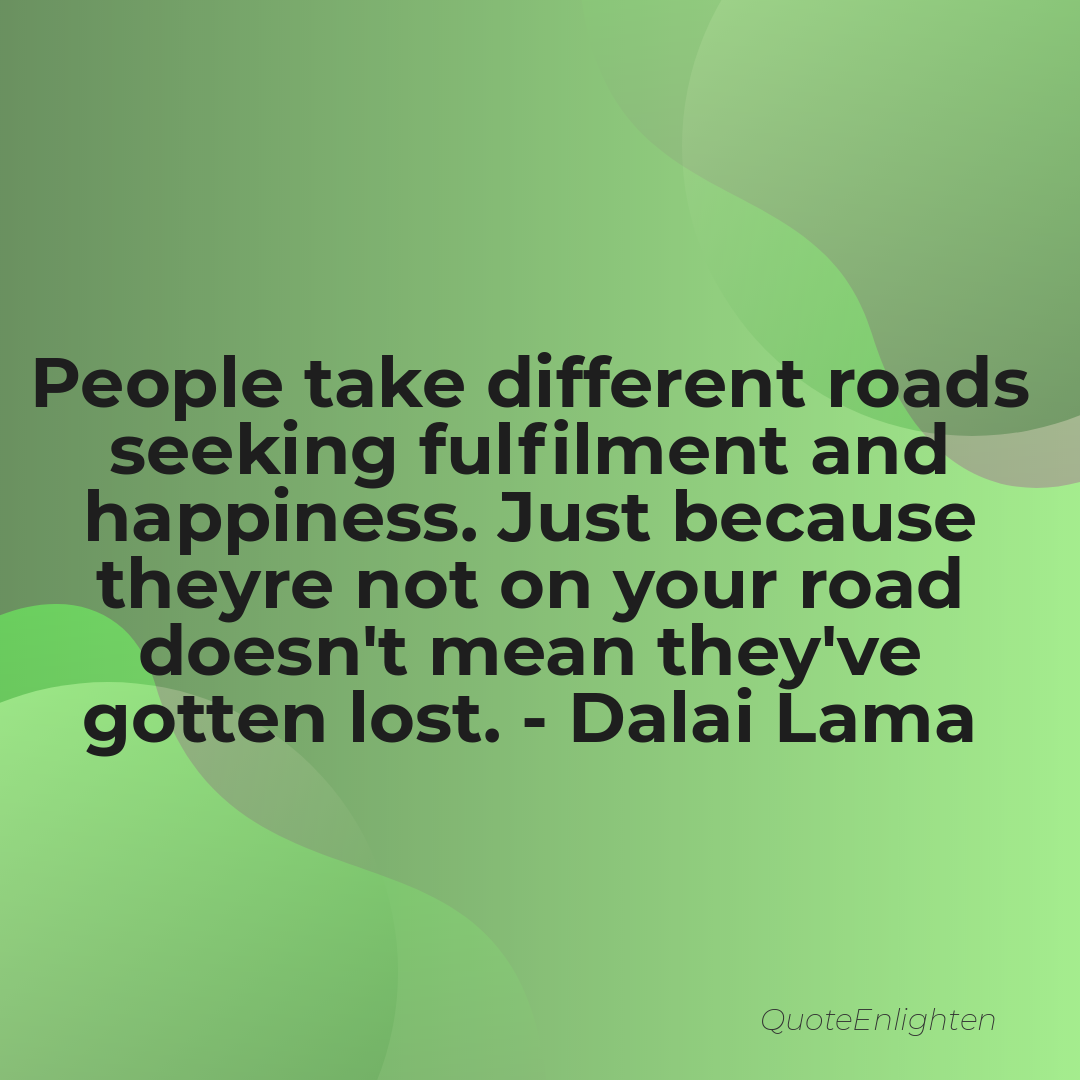 People take different roads
seeking fulfilment and
happiness. Just because
theyre not on your road
doesn't mean they've
gotten lost. - Dalai Lama
QuoteEnlighten